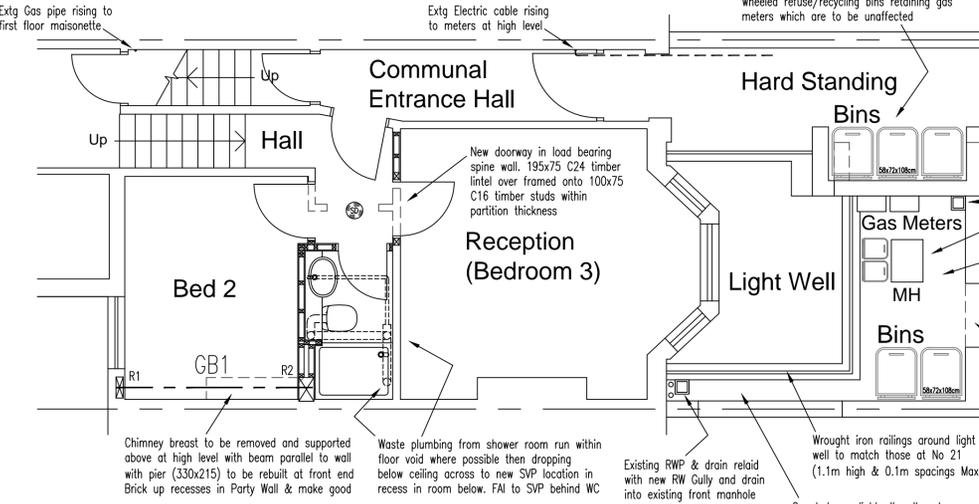 Extg Gas pipe rising to
first floor maisonette
Extg Electric cable rising
to meters at high level
wheeled refuse/recycling bins retaining gas
meters which are to be unaffected
Up
Communal
Entrance Hall
Hard Standing
Bins
Up
Hall
New doorway in load bearing
spine wall. 195x75 C24 timber
lintel over framed onto 100x75
C16 timber studs within
partition thickness
58x72x108cm
SD
Gas Meters
Reception
(Bedroom 3)
Bed 2
Light Well
MH
Bins
GB1
R1
R2
58x72x108cm
Chimney breast to be removed and supported
above at high level with beam parallel to wall
with pier (330x215) to be rebuilt at front end
Brick up recesses in Party Wall & make good
Waste plumbing from shower room run within
floor void where possible then dropping
below ceiling across to new SVP location in
recess in room below. FAI to SVP behind WC
Existing RWP & drain relaid
with new RW Gully and drain
into existing front manhole
Wrought iron railings around light
well to match those at No 21
(1.1m high & 0.1m spacings Max